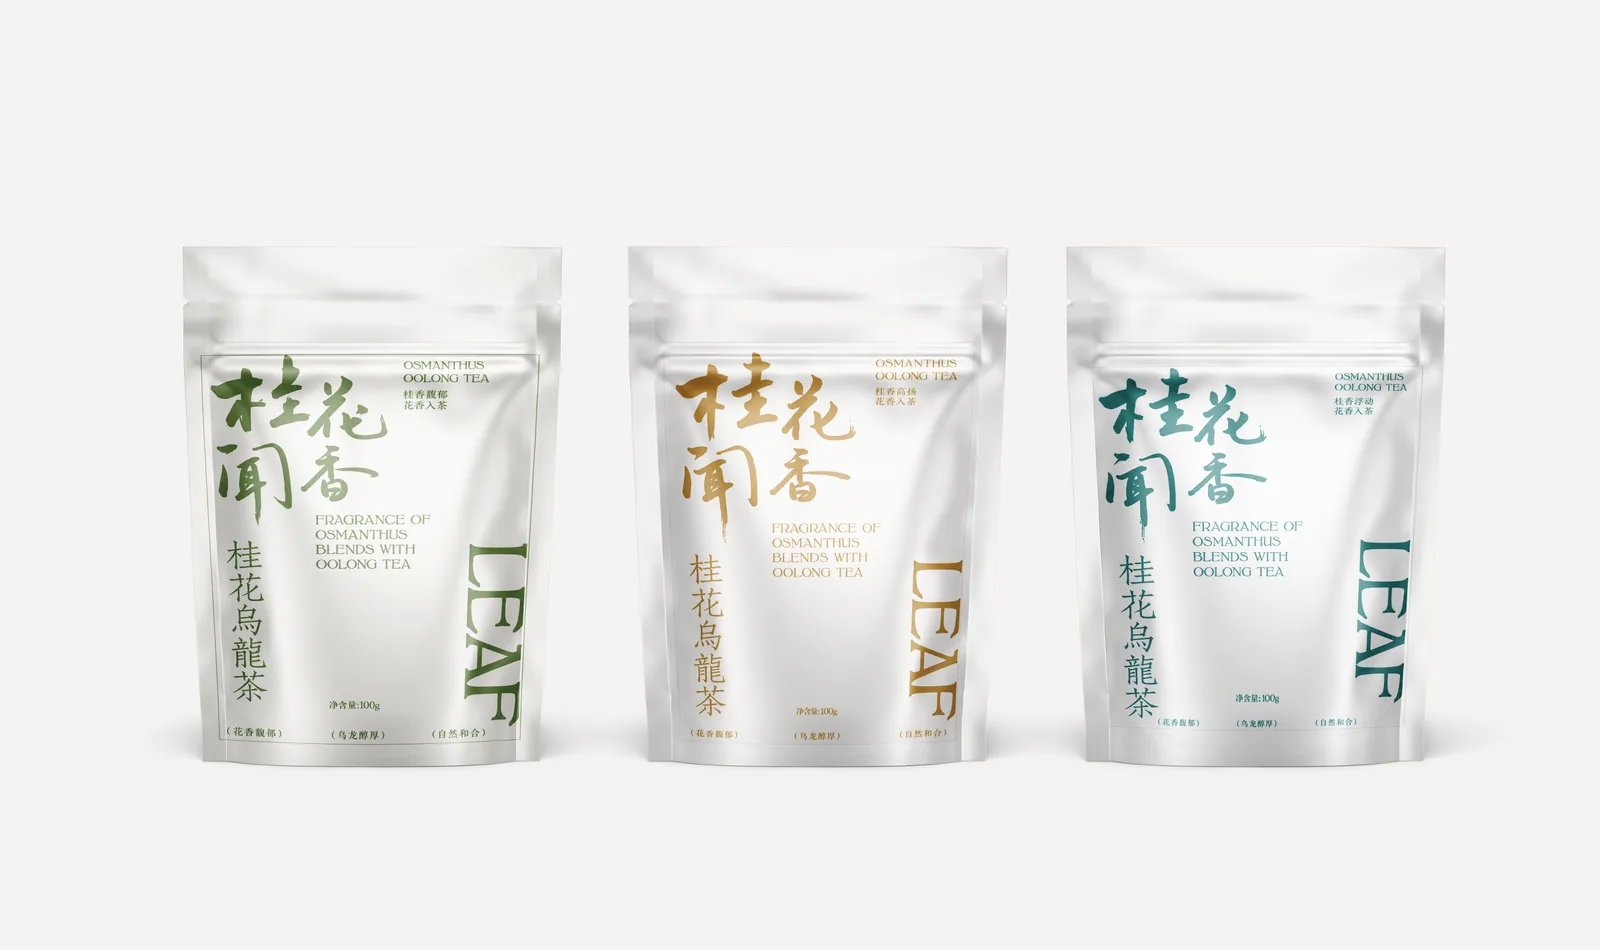 桂花
闻香
OSMANTHUS
OOLONG TEA
桂香馥郁
花香入茶
FRAGRANCE OF
OSMANTHUS
BLENDS WITH
OOLONG TEA
桂花烏龍茶
LEAF
净含量:100g
(花香馥郁)
(乌龙醇厚)
(自然和合)
桂花
闻香
OSMANTHUS
OOLONG TEA
桂香高扬
花香入茶
FRAGRANCE OF
OSMANTHUS
BLENDS WITH
OOLONG TEA
桂花烏龍茶
LEAF
净含量:100g
(花香馥郁)
(乌龙醇厚)
(自然和合)
桂花
闻香
OSMANTHUS
OOLONG TEA
桂香浮动
花香入茶
FRAGRANCE OF
OSMANTHUS
BLENDS WITH
OOLONG TEA
桂花烏龍茶
LEAF
净含量:100g
(花香馥郁)
(乌龙醇厚)
(自然和合)